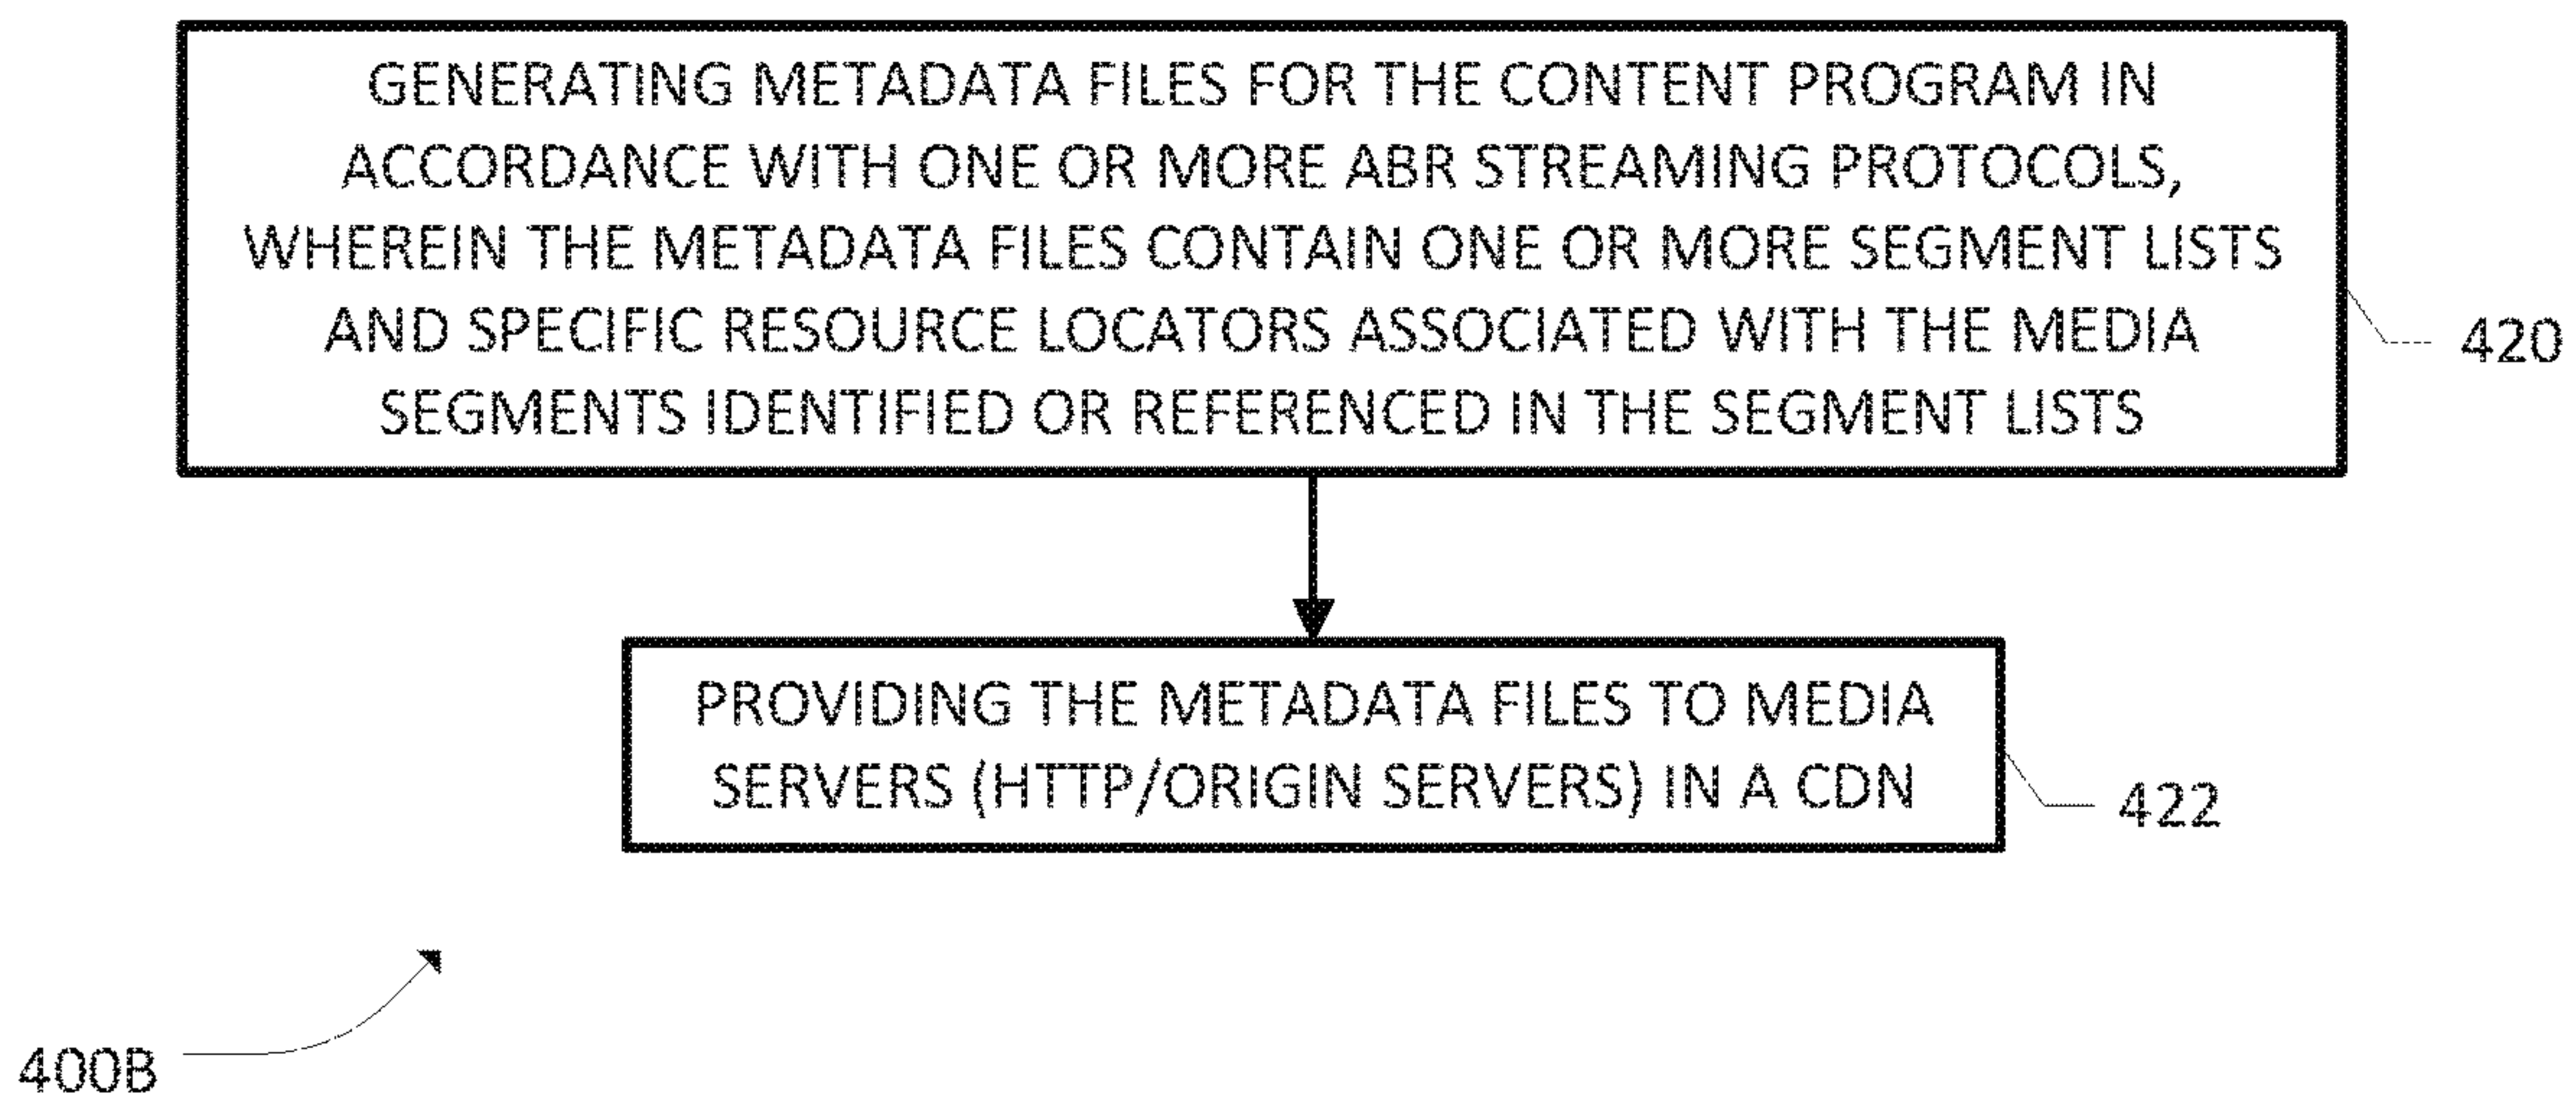 GENERATING METADATA FILES FOR THE CONTENT PROGRAM IN
ACCORDANCE WITH ONE OR MORE ABR STREAMING PROTOCOLS,
WHEREIN THE METADATA FILES CONTAIN ONE OR MORE SEGMENT LISTS
AND SPECIFIC RESOURCE LOCATORS ASSOCIATED WITH THE MEDIA
SEGMENTS IDENTIFIED OR REFERENCED IN THE SEGMENT LISTS
420
PROVIDING THE METADATA FILES TO MEDIA
SERVERS (HTTP/ORIGIN SERVERS) IN A CDN
422
400B